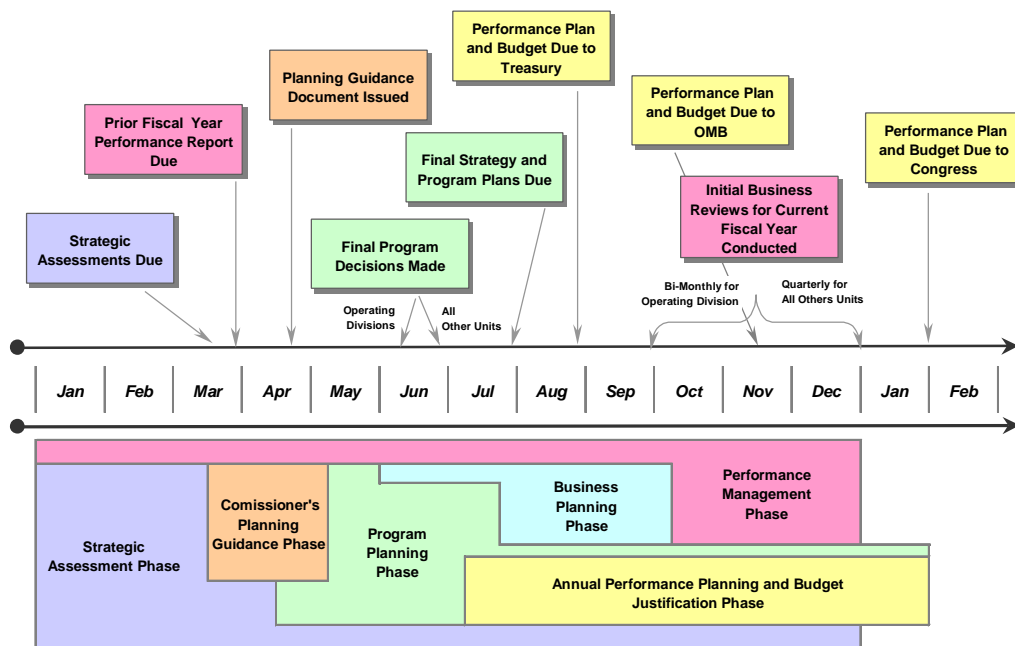 Performance Plan
and Budget Due to
Treasury
Planning Guidance
Document Issued
Performance Plan
and Budget Due to
OMB
Prior Fiscal Year
Performance Report
Due
Performance Plan
and Budget Due to
Congress
Final Strategy and
Program Plans Due
Initial Business
Reviews for Current
Fiscal Year
Conducted
Strategic
Assessments Due
Final Program
Decisions Made
Bi-Monthly for
Operating Division
Quarterly for
All Others Units
Operating
Divisions
All
Other Units
Jan Feb Mar Apr May Jun Jul Aug Sep Oct Nov Dec Jan Feb
Performance
Management
Phase
Business
Planning
Phase
Comissioner's
Planning
Guidance Phase
Program
Planning
Phase
Strategic
Assessment Phase
Annual Performance Planning and Budget
Justification Phase